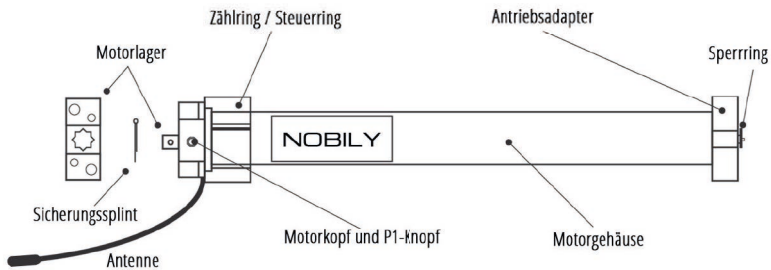 Zählring / Steuerring
Antriebsadapter
Motorlager
Sperrring
NOBILY
Sicherungssplint
Motorkopf und P1-Knopf
Motorgehäuse
Antenne